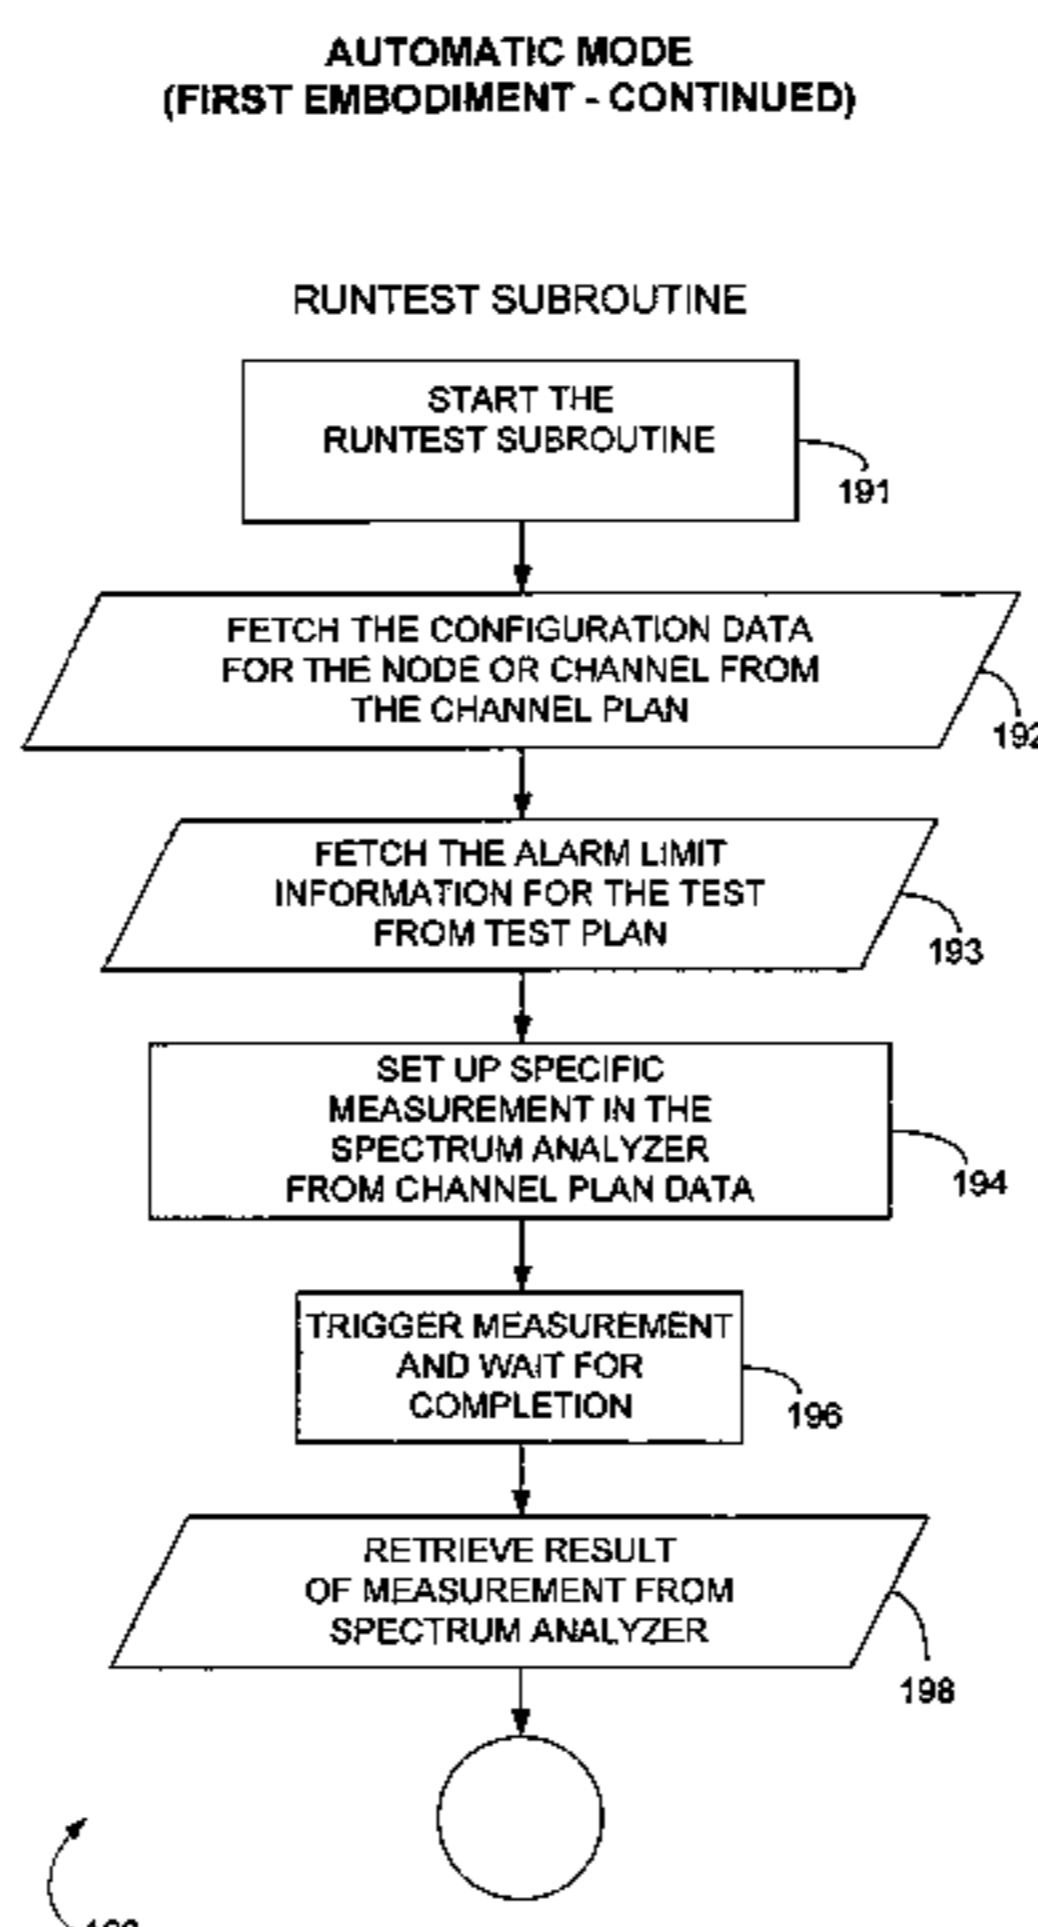 AUTOMATIC MODE
(FIRST EMBODIMENT - CONTINUED)
RUNTEST SUBROUTINE
START THE
RUNTEST SUBROUTINE
191
FETCH THE CONFIGURATION DATA
FOR THE NODE OR CHANNEL FROM
THE CHANNEL PLAN
192
FETCH THE ALARM LIMIT
INFORMATION FOR THE TEST
FROM TEST PLAN
193
SET UP SPECIFIC
MEASUREMENT IN THE
SPECTRUM ANALYZER
FROM CHANNEL PLAN DATA
194
TRIGGER MEASUREMENT
AND WAIT FOR
COMPLETION
196
RETRIEVE RESULT
OF MEASUREMENT FROM
SPECTRUM ANALYZER
198